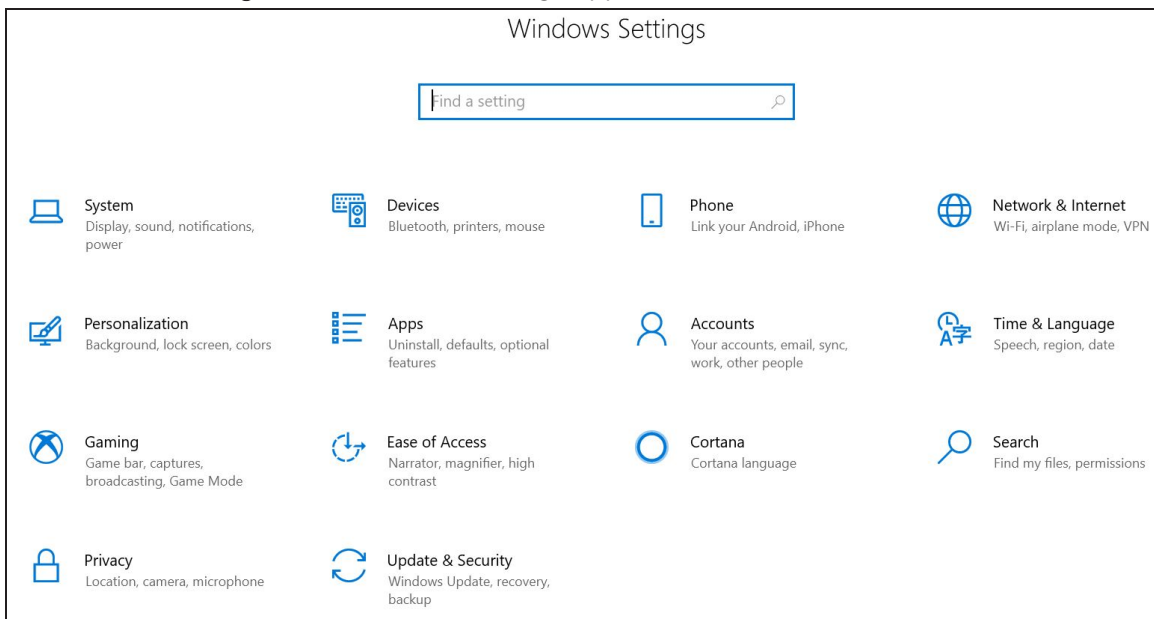 Windows Settings
Find a setting
System
Display, sound, notifications,
power
Devices
Bluetooth, printers, mouse
Phone
Link your Android, iPhone
Network & Internet
Wi-Fi, airplane mode, VPN
Personalization
Background, lock screen, colors
Apps
Uninstall, defaults, optional
features
Accounts
Your accounts, email, sync,
work, other people
Time & Language
Speech, region, date
Gaming
Game bar, captures,
broadcasting, Game Mode
Ease of Access
Narrator, magnifier, high
contrast
Cortana
Cortana language
Search
Find my files, permissions
Privacy
Location, camera, microphone
Update & Security
Windows Update, recovery,
backup